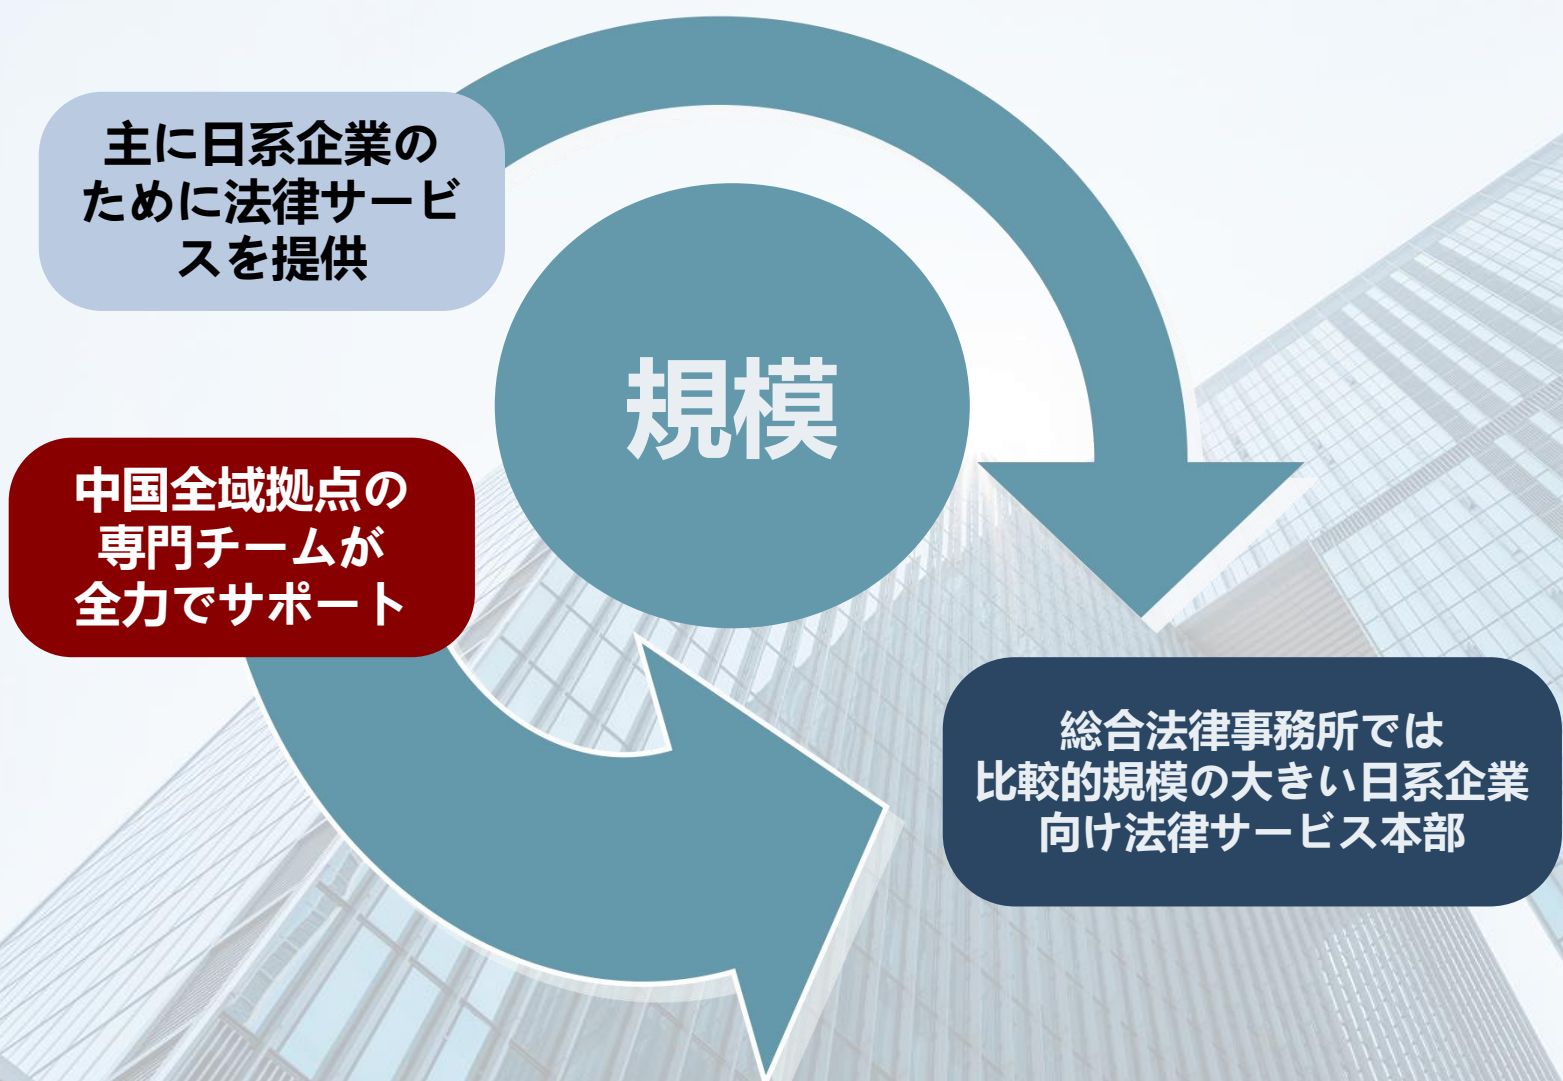 主に日系企業の
ために法律サービ
スを提供
規模
中国全域拠点の
専門チームが
全力でサポート
総合法律事務所では
比較的規模の大きい日系企業
向け法律サービス本部